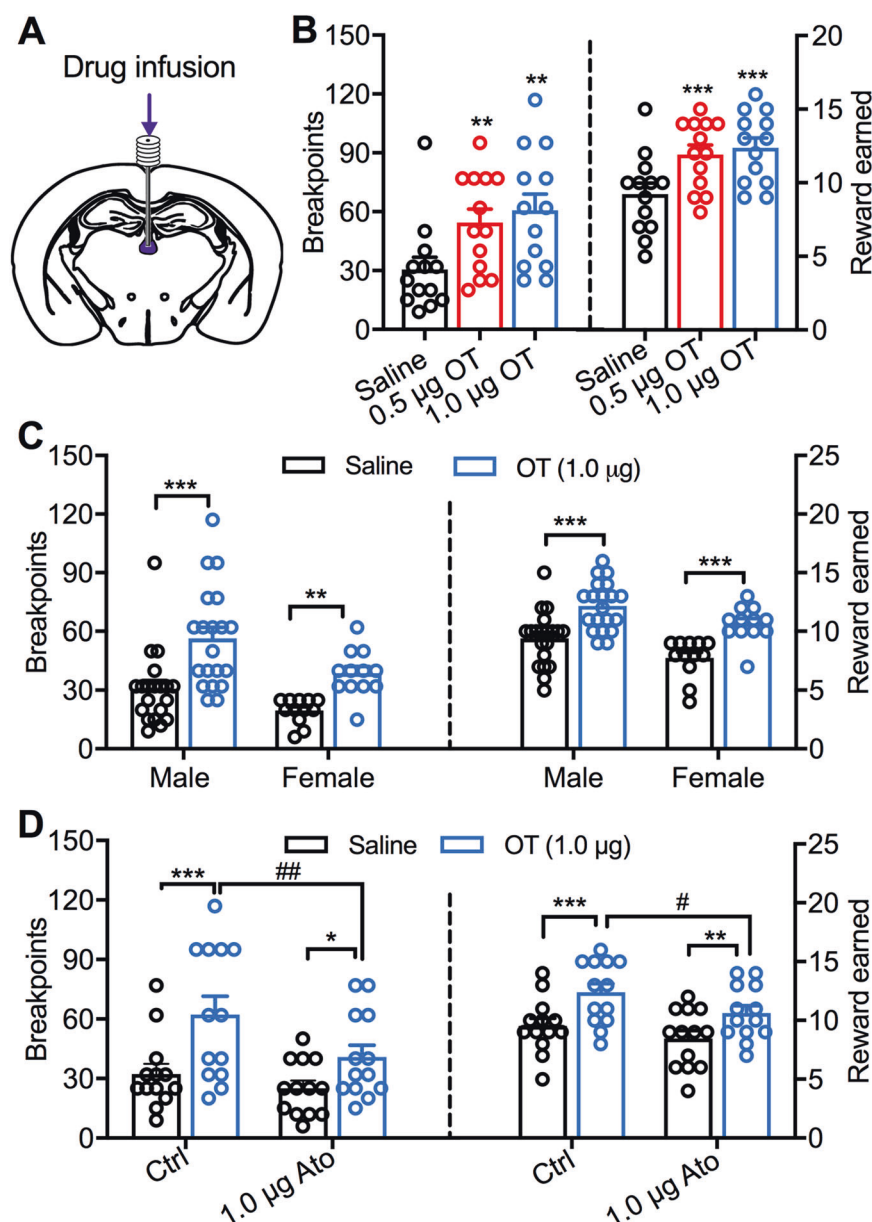 A
Drug infusion
B
150
120
90
60
30
0
Breakpoints
** **
*** ***
20
15
10
5
0
Reward earned
Saline
0.5 µg OT
1.0 µg OT
Saline
0.5 µg OT
1.0 µg OT
C
Saline OT (1.0 µg)
150
120
90
60
30
0
Breakpoints
***
**
***
***
25
20
15
10
5
0
Reward earned
Male Female Male Female
D
Saline OT (1.0 µg)
150
120
90
60
30
0
Breakpoints
***
##
*
***
#
**
25
20
15
10
5
0
Reward earned
Ctrl
1.0 µg Ato
Ctrl
1.0 µg Ato